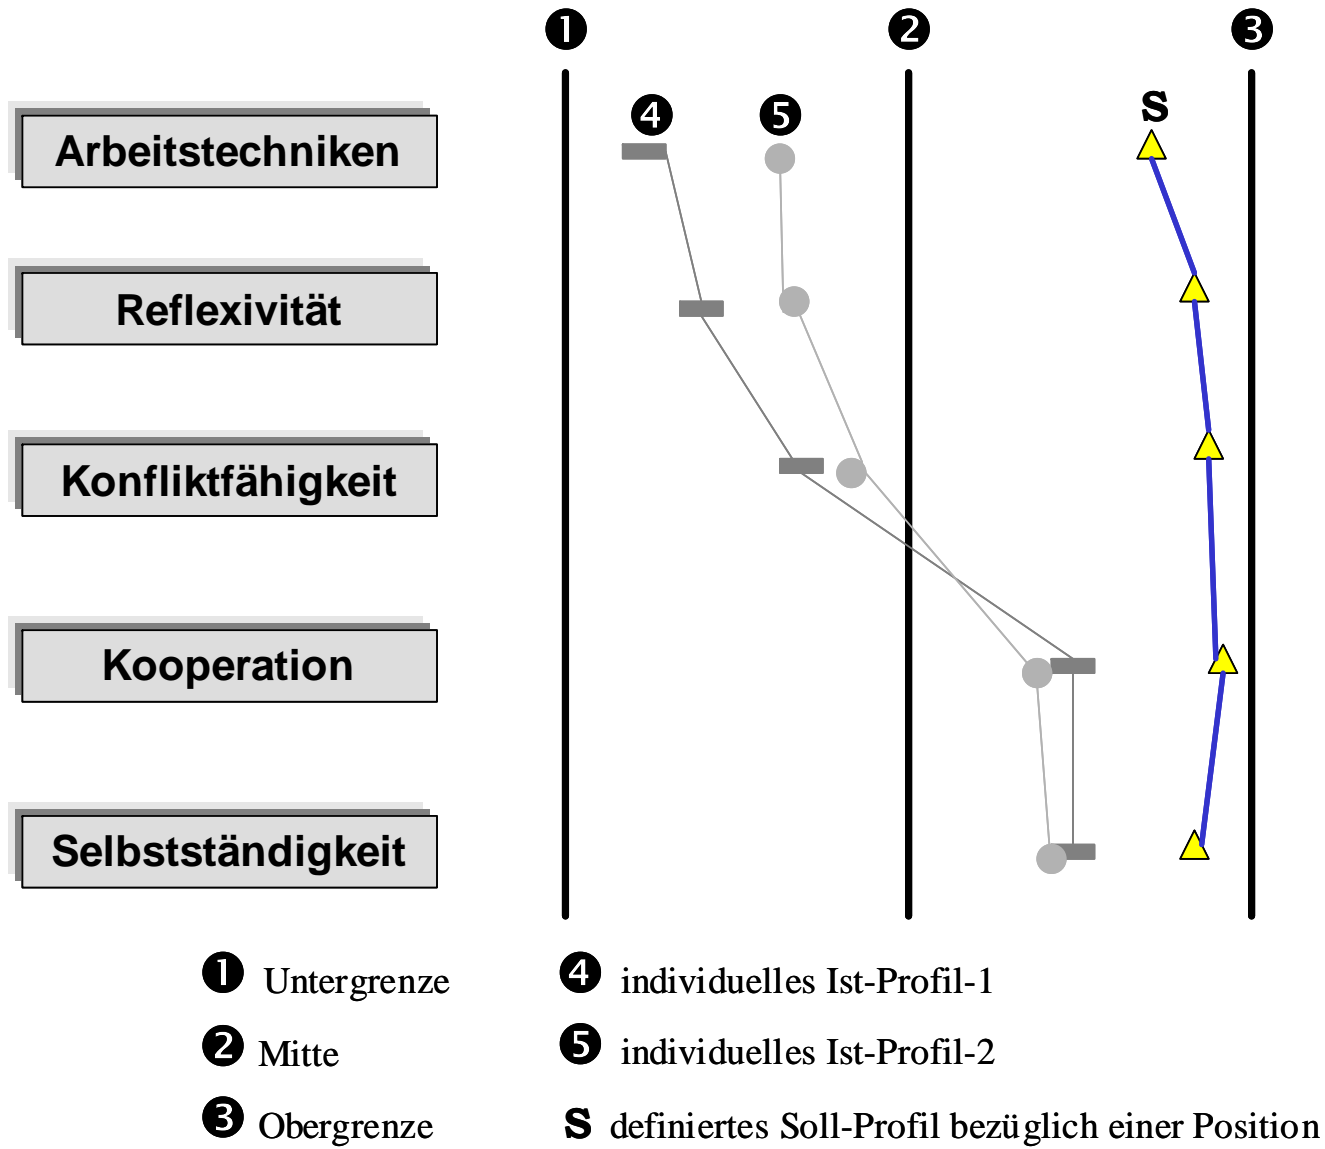 ❶ ❷ ❸
❹ ❺ S
Arbeitstechniken
Reflexivität
Konfliktfähigkeit
Kooperation
Selbstständigkeit
❶ Untergrenze ❹ individuelles Ist-Profil-1
❷ Mitte ❺ individuelles Ist-Profil-2
❸ Obergrenze S definiertes Soll-Profil bezüglich einer Position